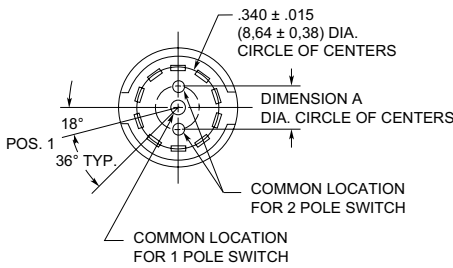 .340 ± .015
(8,64 ± 0,38) DIA.
CIRCLE OF CENTERS
DIMENSION A
DIA. CIRCLE OF CENTERS
18°
POS. 1
36° TYP.
COMMON LOCATION
FOR 2 POLE SWITCH
COMMON LOCATION
FOR 1 POLE SWITCH